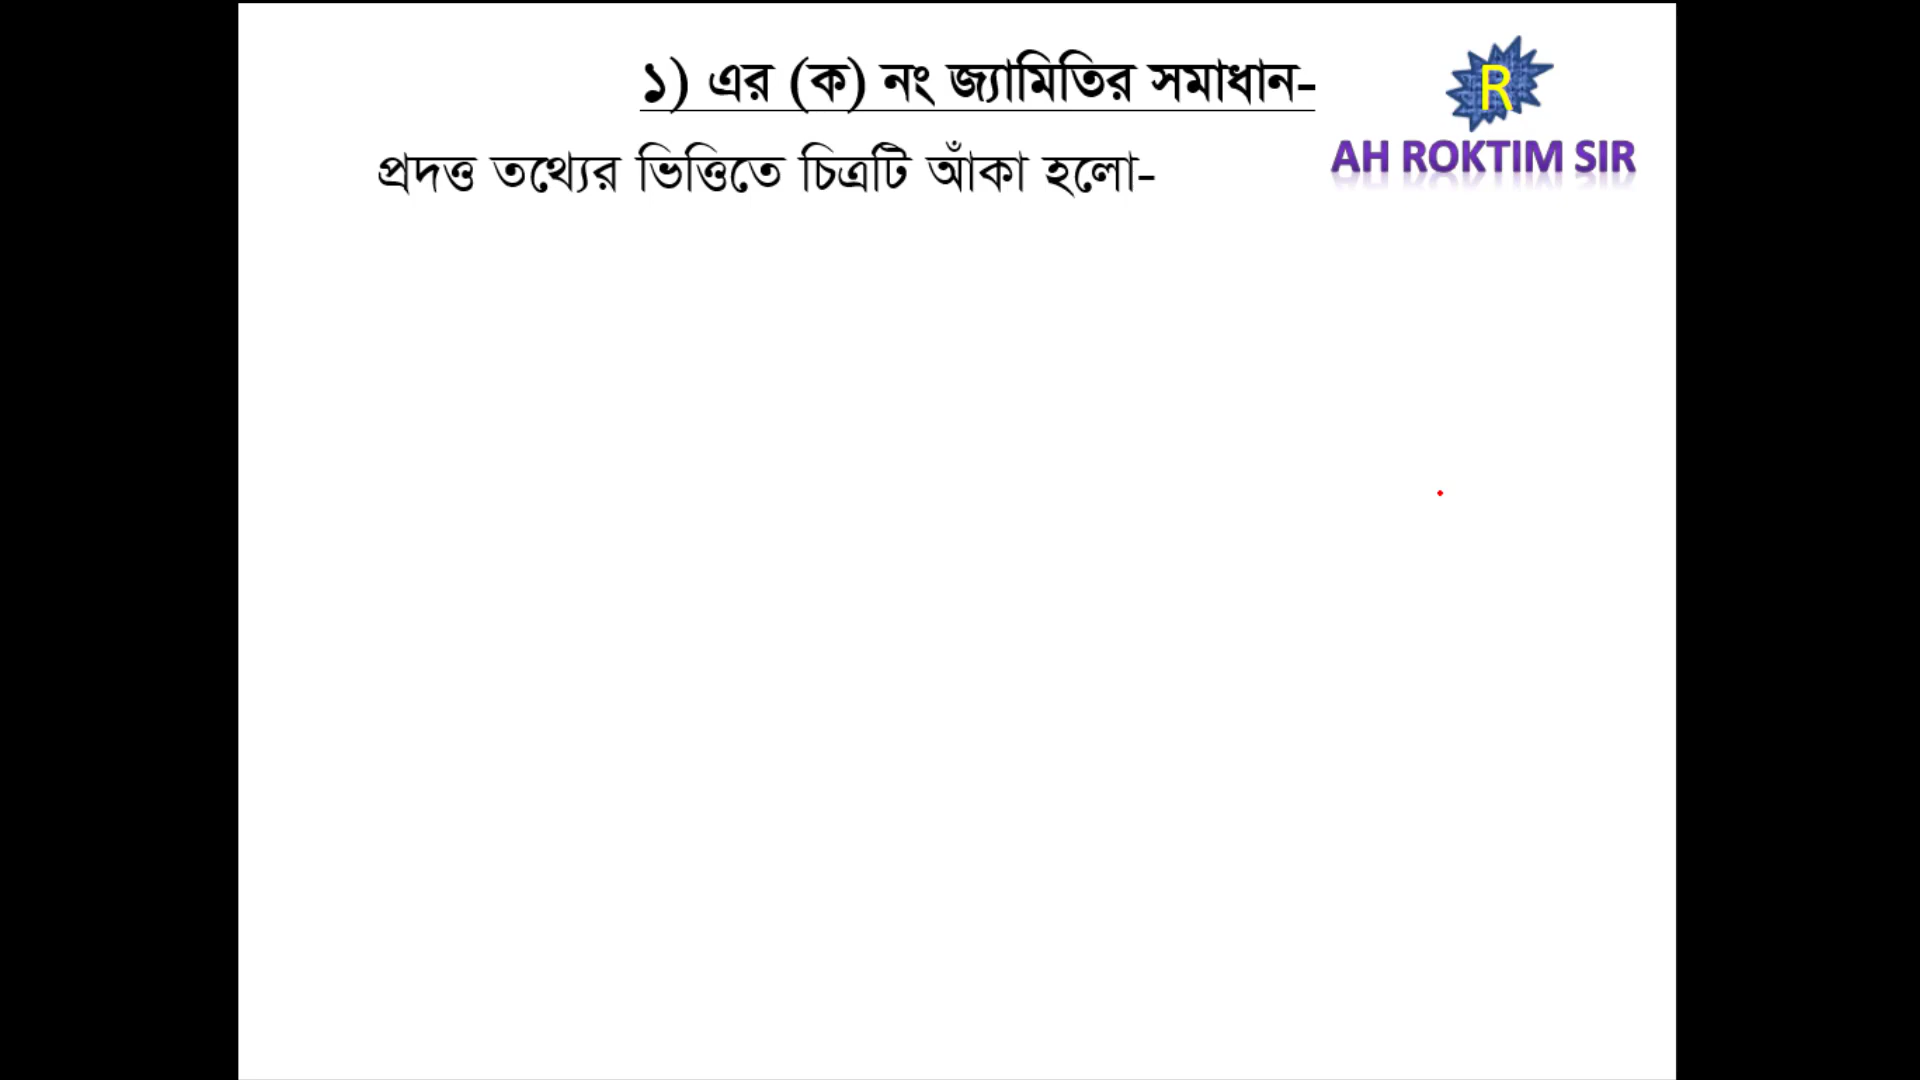 ১) এর (ক) নং জ্যামিতির সমাধান-
R
প্রদত্ত তথ্যের ভিত্তিতে চিত্রটি আঁকা হলো-
AH ROKTIM SIR